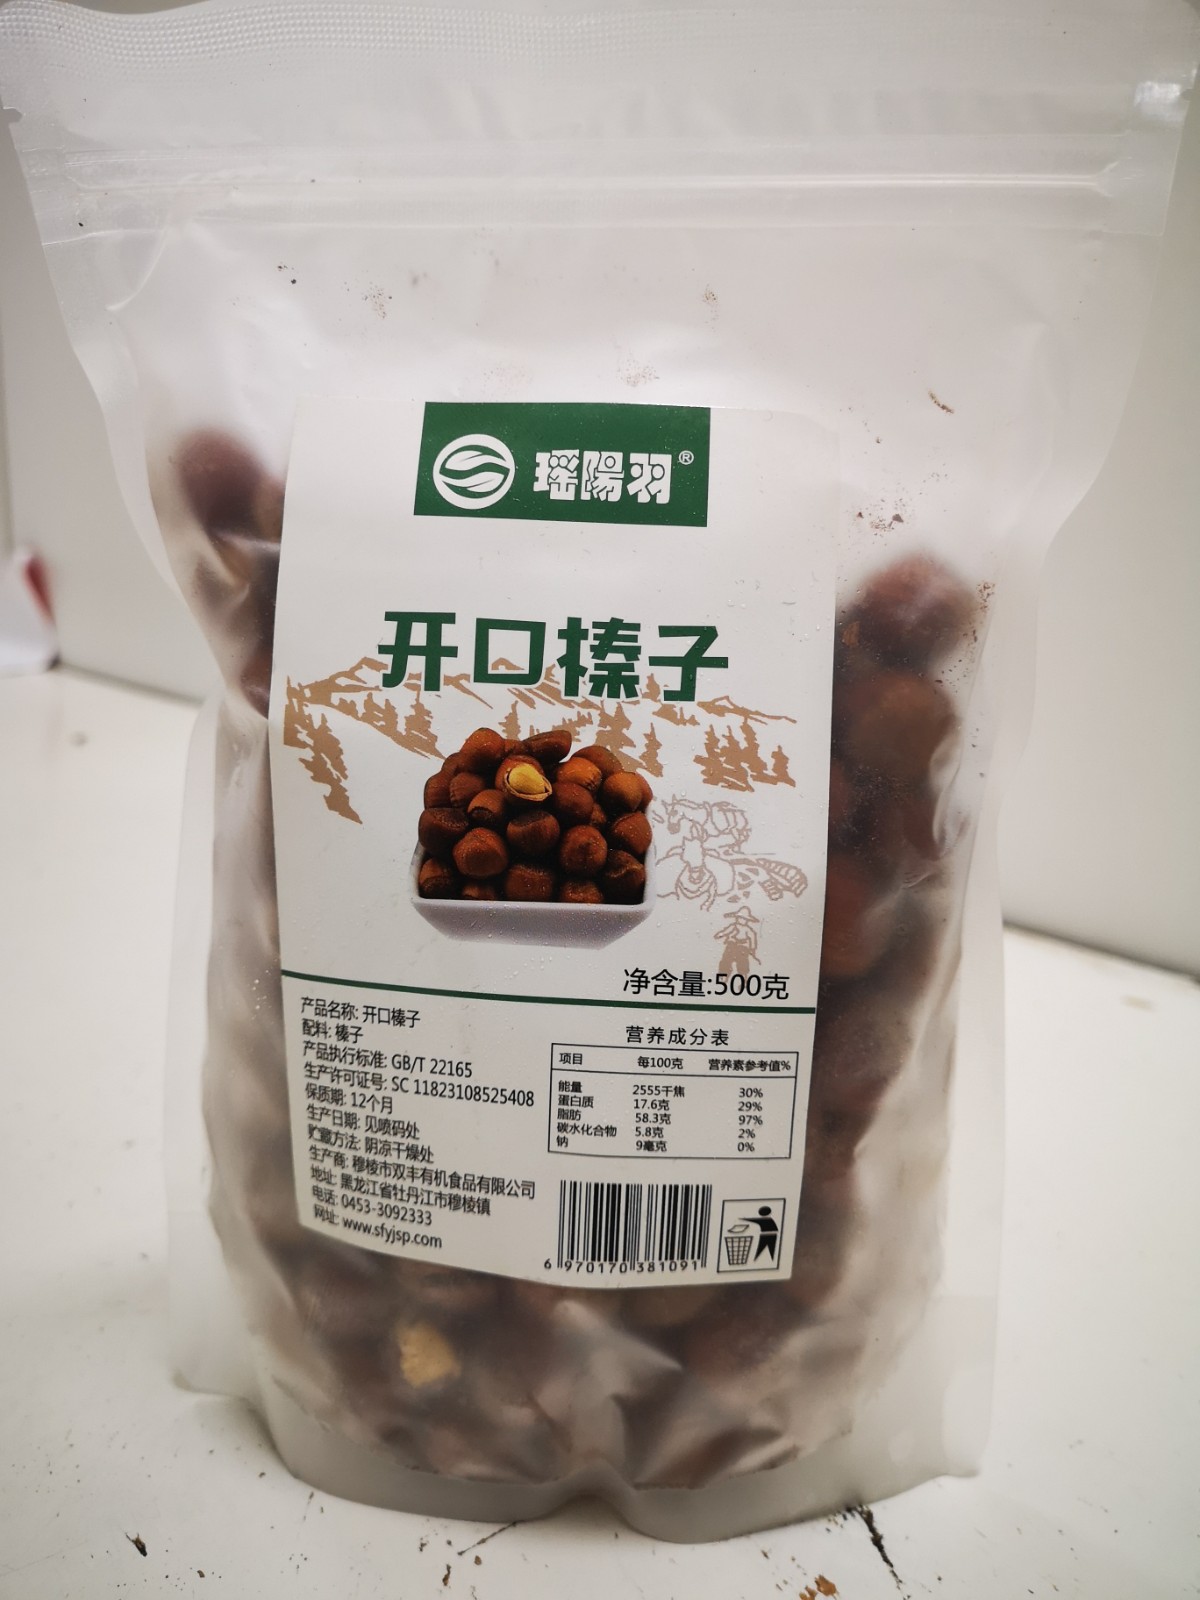 瑶陽羽®
开口榛子
净含量:500克
产品名称: 开口榛子
配料: 榛子
产品执行标准: GB/T 22165
生产许可证号: SC 11823108525408
保质期: 12个月
生产日期: 见喷码处
贮藏方法: 阴凉干燥处
生产商: 穆棱市双丰有机食品有限公司
地址: 黑龙江省牡丹江市穆棱镇
电话: 0453-3092333
网址: www.sfyjsp.com
营养成分表
项目 每100克 营养素参考值%
能量 2555千焦 30%
蛋白质 17.6克 29%
脂肪 58.3克 97%
碳水化合物 5.8克 2%
钠 9毫克 0%
6 970170 381091